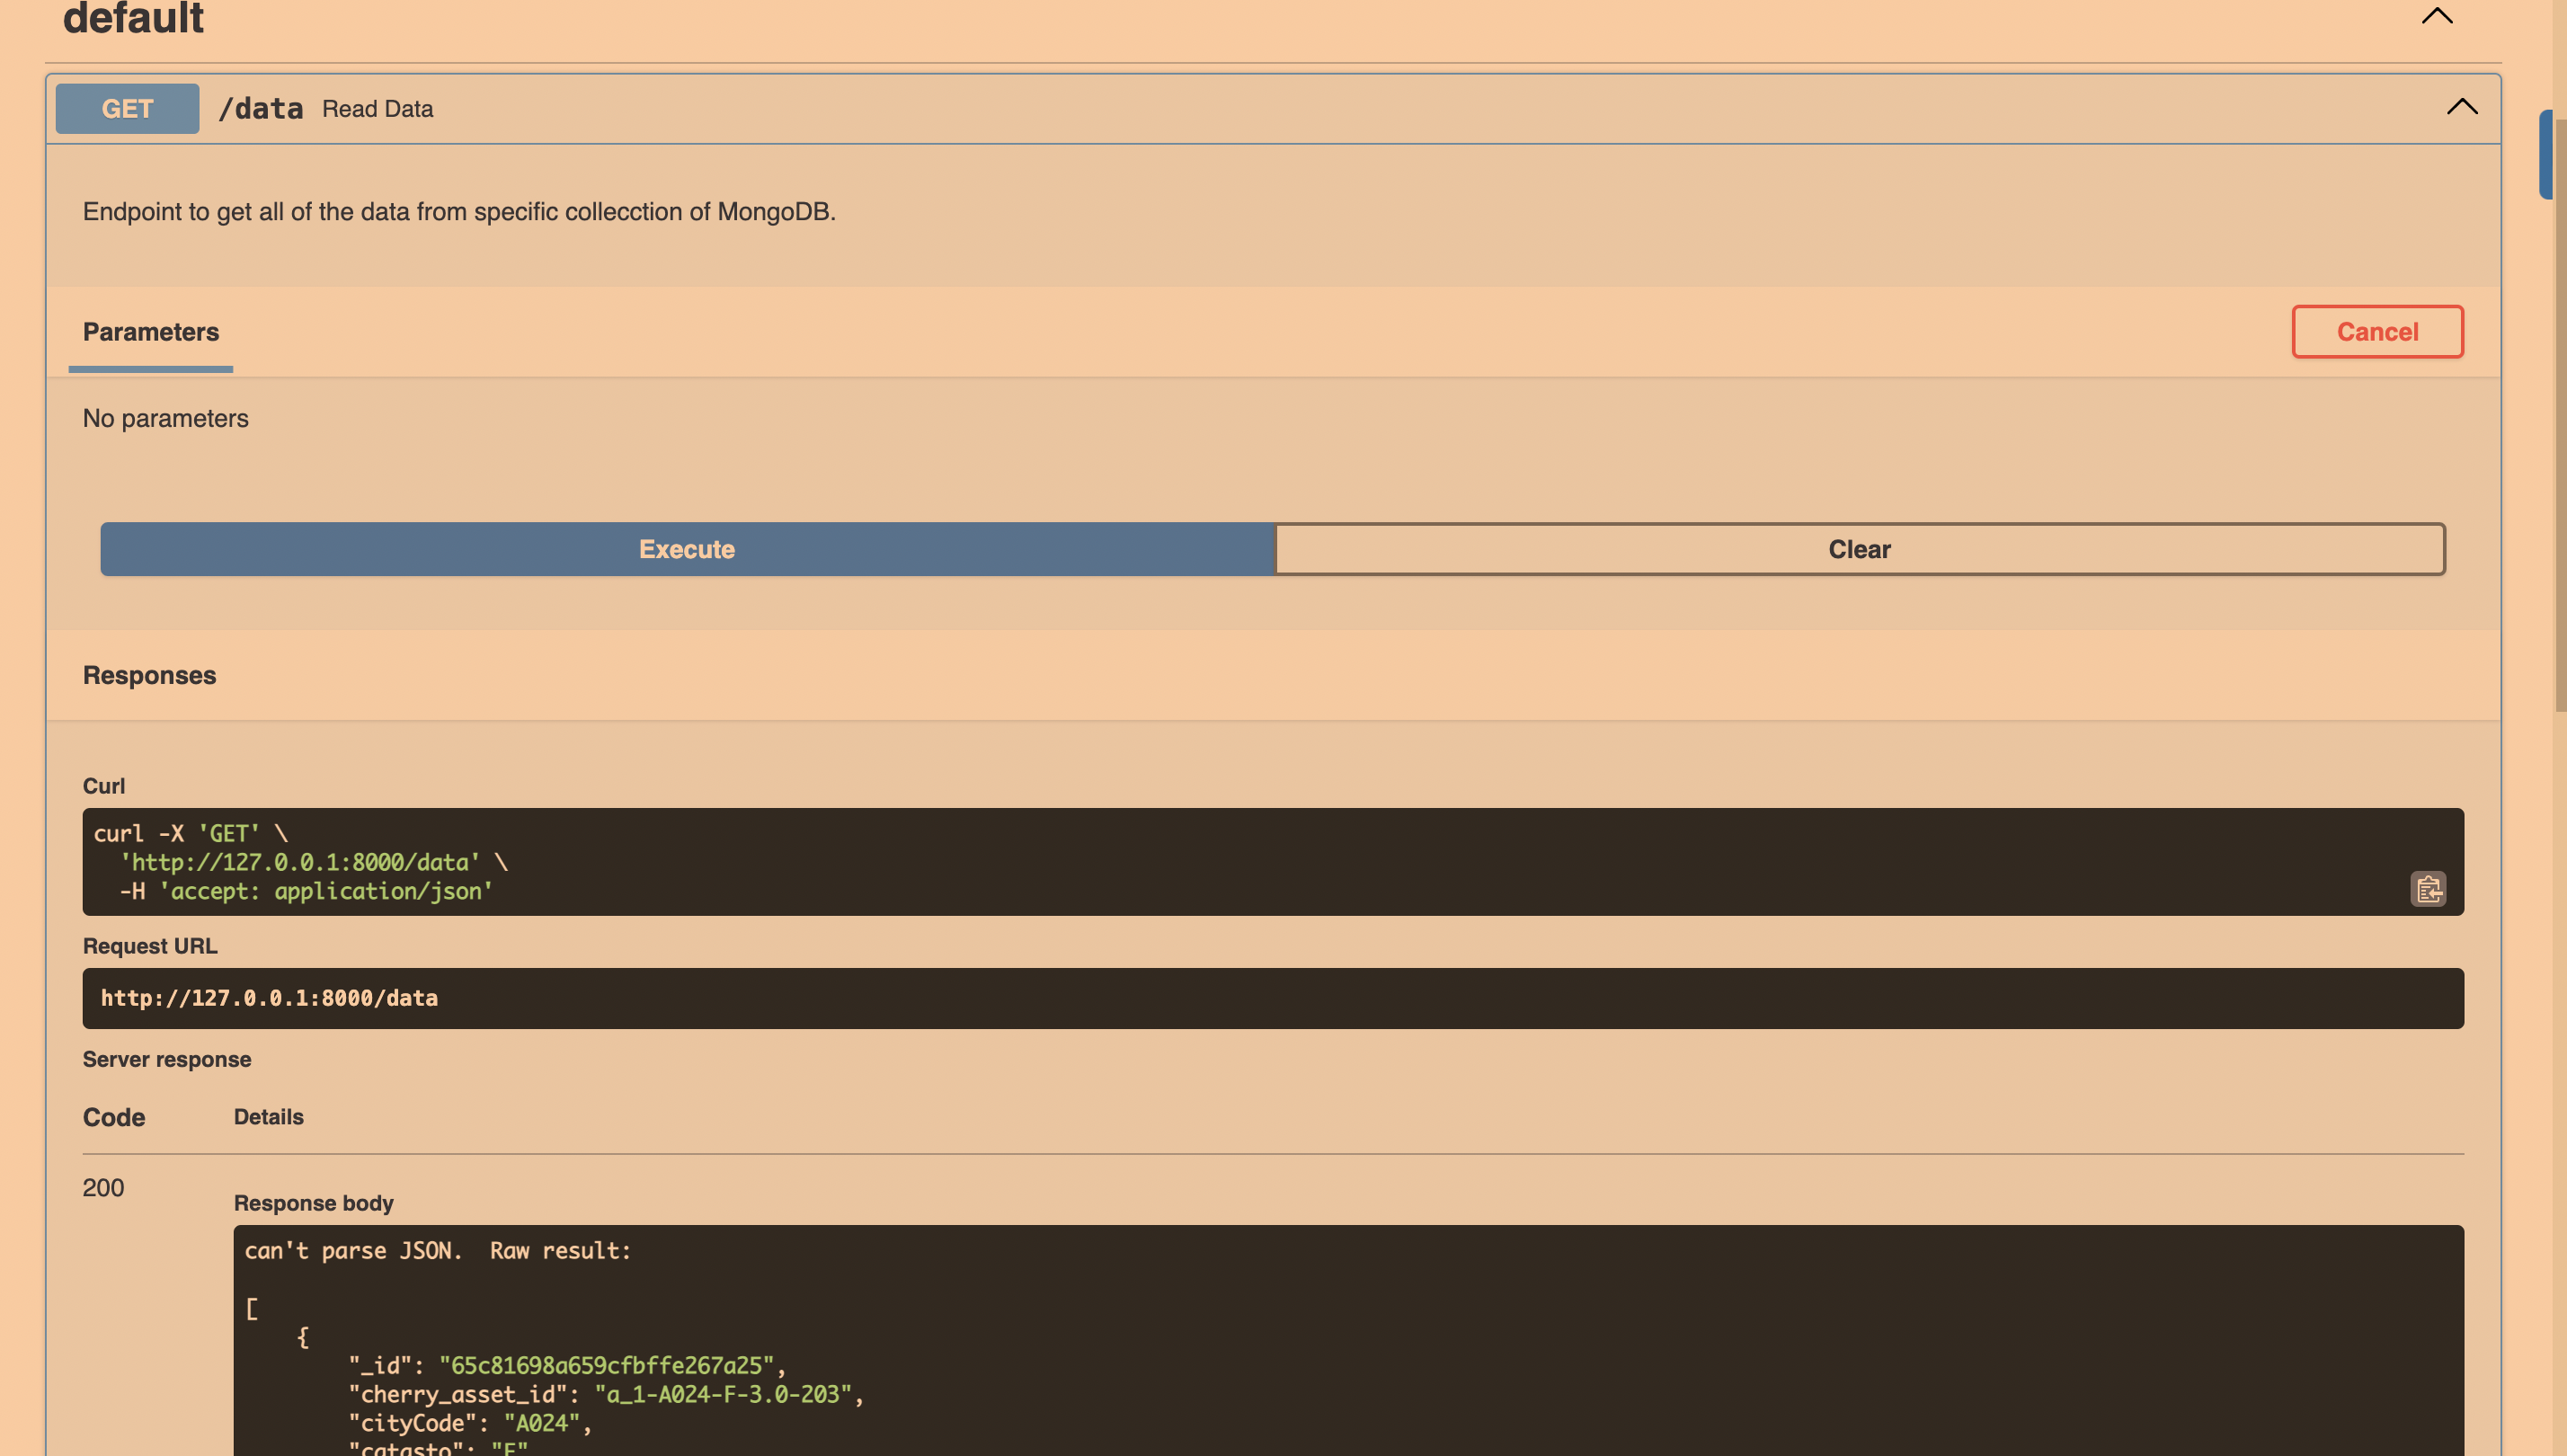 default
GET /data Read Data
Endpoint to get all of the data from specific collecction of MongoDB.
Parameters
Cancel
No parameters
Execute
Clear
Responses
Curl
curl -X 'GET' \
  'http://127.0.0.1:8000/data' \
  -H 'accept: application/json'
Request URL
http://127.0.0.1:8000/data
Server response
Code Details
200
Response body
can't parse JSON.  Raw result:
[
    {
        "_id": "65c81698a659cfbffe267a25",
        "cherry_asset_id": "a_1-A024-F-3.0-203",
        "cityCode": "A024",
        "catasto": "F"